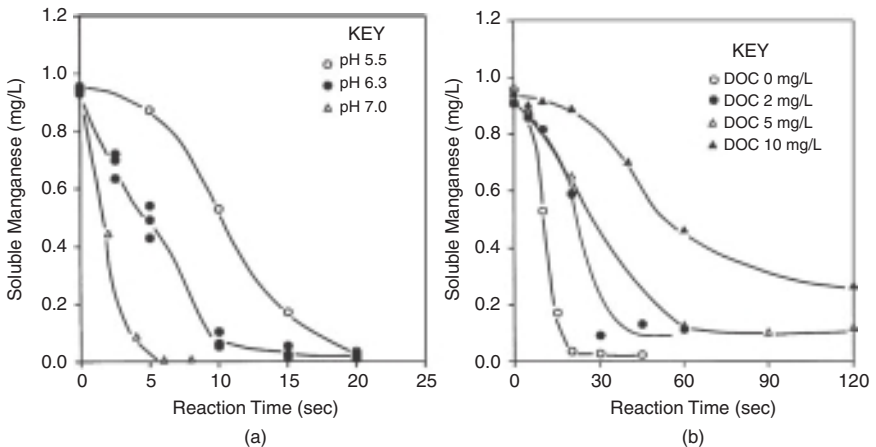 1.2
1.0
0.8
0.6
0.4
0.2
0.0
Soluble Manganese (mg/L)
KEY
pH 5.5
pH 6.3
pH 7.0
0 5 10 15 20 25
Reaction Time (sec)
(a)
1.2
1.0
0.8
0.6
0.4
0.2
0.0
Soluble Manganese (mg/L)
KEY
DOC 0 mg/L
DOC 2 mg/L
DOC 5 mg/L
DOC 10 mg/L
0 30 60 90 120
Reaction Time (sec)
(b)